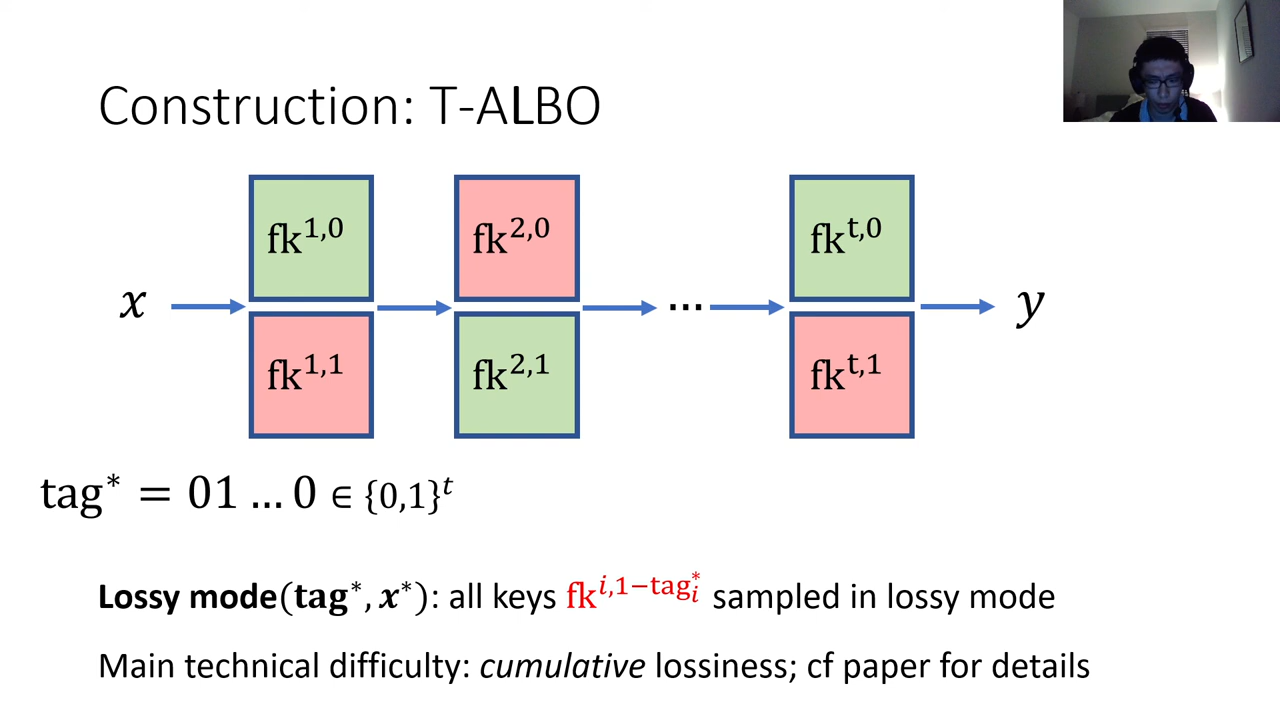 Construction: T-ALBO
fk^{1,0} fk^{2,0} fk^{t,0}
x ... y
fk^{1,1} fk^{2,1} fk^{t,1}
tag* = 01 … 0 ∈ {0,1}^t
Lossy mode(tag*, x*): all keys fk^{i,1−tag_i^*} sampled in lossy mode
Main technical difficulty: cumulative lossiness; cf paper for details